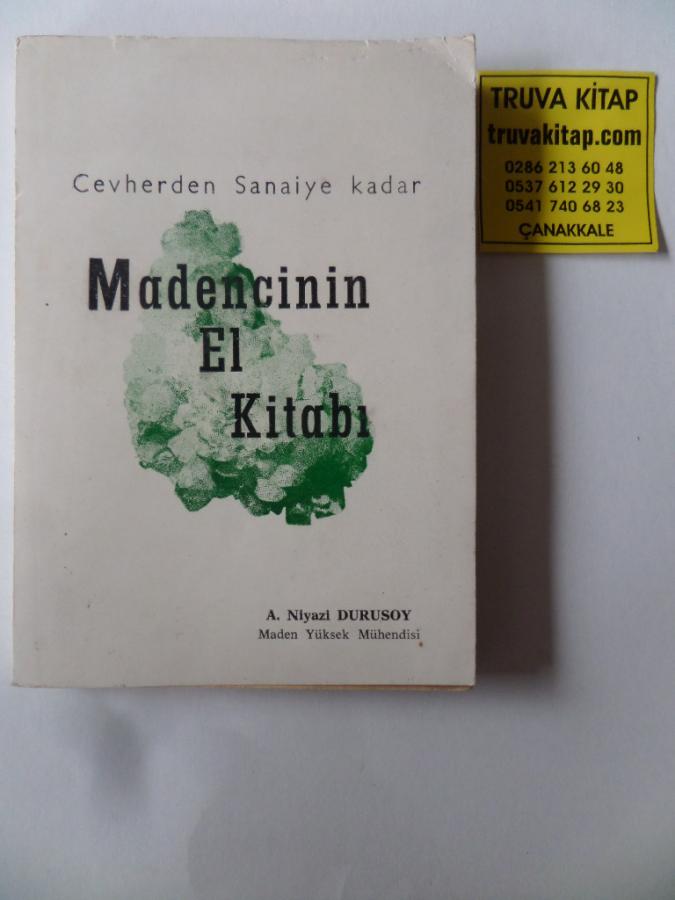 Cevherden Sanaiye kadar
Madencinin
El
Kitabı
A. Niyazi DURUSOY
Maden Yüksek Mühendisi
TRUVA KİTAP
truvakitap.com
0286 213 60 48
0537 612 29 30
0541 740 68 23
ÇANAKKALE